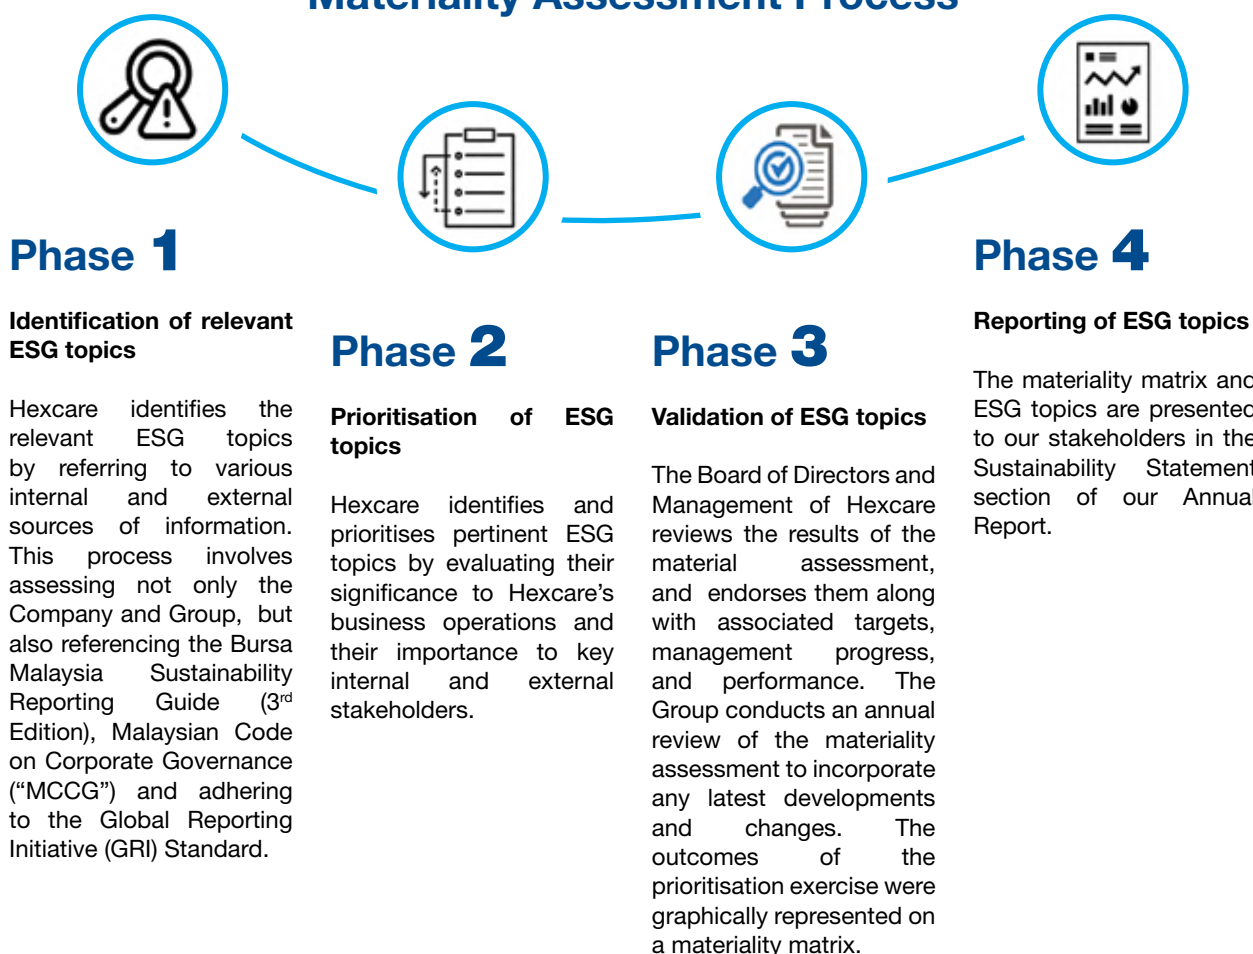 Materiality Assessment Process
Phase 1
Identification of relevant
ESG topics
Hexcare identifies the
relevant ESG topics
by referring to various
internal and external
sources of information.
This process involves
assessing not only the
Company and Group, but
also referencing the Bursa
Malaysia Sustainability
Reporting Guide (3rd
Edition), Malaysian Code
on Corporate Governance
(“MCCG”) and adhering
to the Global Reporting
Initiative (GRI) Standard.
Phase 2
Prioritisation of ESG
topics
Hexcare identifies and
prioritises pertinent ESG
topics by evaluating their
significance to Hexcare’s
business operations and
their importance to key
internal and external
stakeholders.
Phase 3
Validation of ESG topics
The Board of Directors and
Management of Hexcare
reviews the results of the
material assessment,
and endorses them along
with associated targets,
management progress,
and performance. The
Group conducts an annual
review of the materiality
assessment to incorporate
any latest developments
and changes. The
outcomes of the
prioritisation exercise were
graphically represented on
a materiality matrix.
Phase 4
Reporting of ESG topics
The materiality matrix and
ESG topics are presented
to our stakeholders in the
Sustainability Statement
section of our Annual
Report.